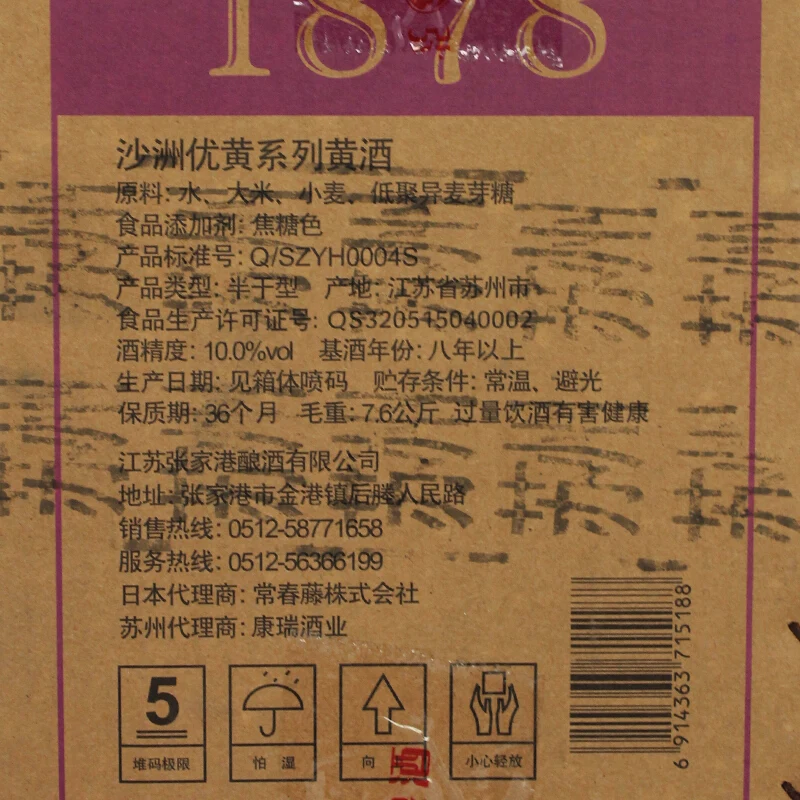 1878
沙洲优黄系列黄酒
原料: 水、大米、小麦、低聚异麦芽糖
食品添加剂: 焦糖色
产品标准号: Q/SZYH0004S
产品类型: 半干型 产地: 江苏省苏州市
食品生产许可证号: QS320515040002
酒精度: 10.0%vol 基酒年份: 八年以上
生产日期: 见箱体喷码 贮存条件: 常温、避光
保质期: 36个月 毛重: 7.6公斤 过量饮酒有害健康
江苏张家港酿酒有限公司
地址: 张家港市金港镇后塍人民路
销售热线: 0512-58771658
服务热线: 0512-56366199
日本代理商: 常春藤株式会社
苏州代理商: 康瑞酒业
5
堆码极限
怕湿
向
小心轻放
酒
6 914363 715188